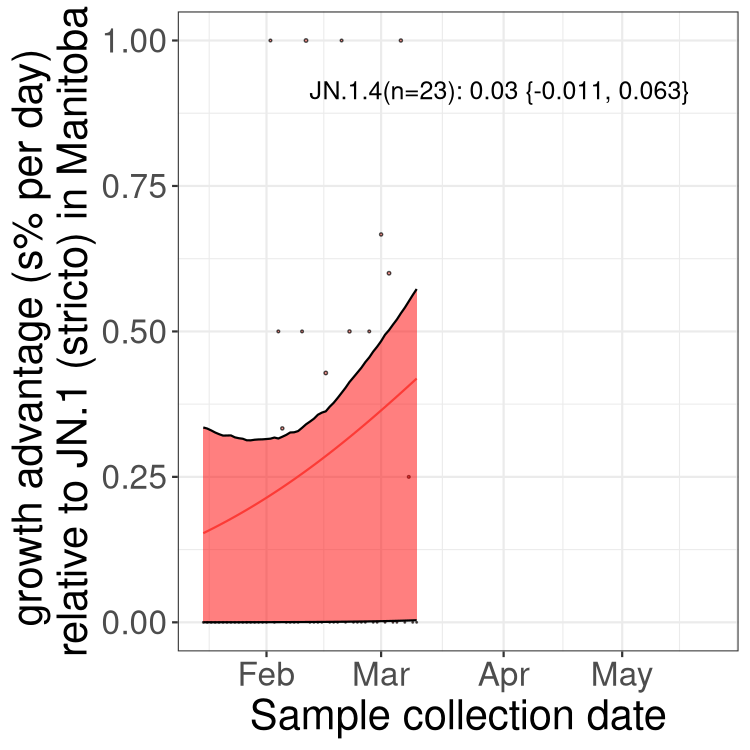 growth advantage (s% per day)
relative to JN.1 (stricto) in Manitoba
1.00
0.75
0.50
0.25
0.00
JN.1.4(n=23): 0.03 {-0.011, 0.063}
Feb Mar Apr May
Sample collection date